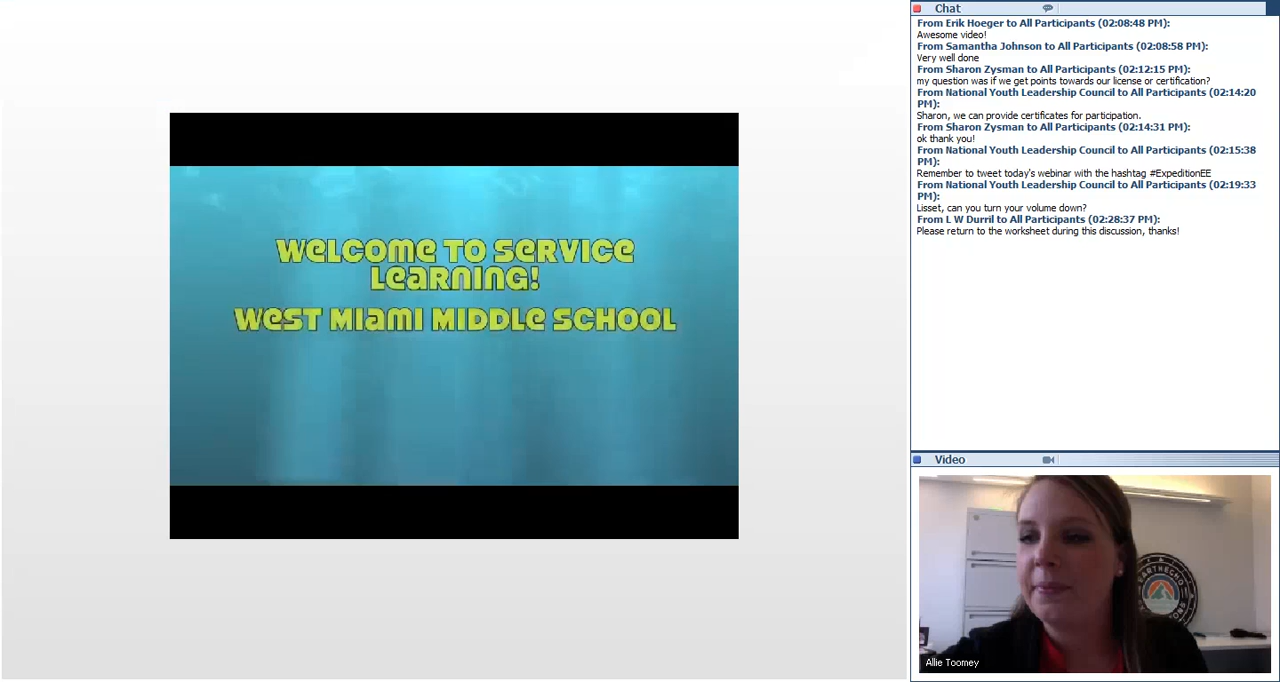 WELCOME TO SERVICE
LEARNING!
WEST MIAMI MIDDLE SCHOOL
Chat
From Erik Hoeger to All Participants (02:08:48 PM):
Awesome video!
From Samantha Johnson to All Participants (02:08:58 PM):
Very well done
From Sharon Zysman to All Participants (02:12:15 PM):
my question was if we get points towards our license or certification?
From National Youth Leadership Council to All Participants (02:14:20
PM):
Sharon, we can provide certificates for participation.
From Sharon Zysman to All Participants (02:14:31 PM):
ok thank you!
From National Youth Leadership Council to All Participants (02:15:38
PM):
Remember to tweet today's webinar with the hashtag #ExpeditionEE
From National Youth Leadership Council to All Participants (02:19:33
PM):
Lisset, can you turn your volume down?
From L W Durril to All Participants (02:28:37 PM):
Please return to the worksheet during this discussion, thanks!
Video
EARTHECHO
Allie Toomey